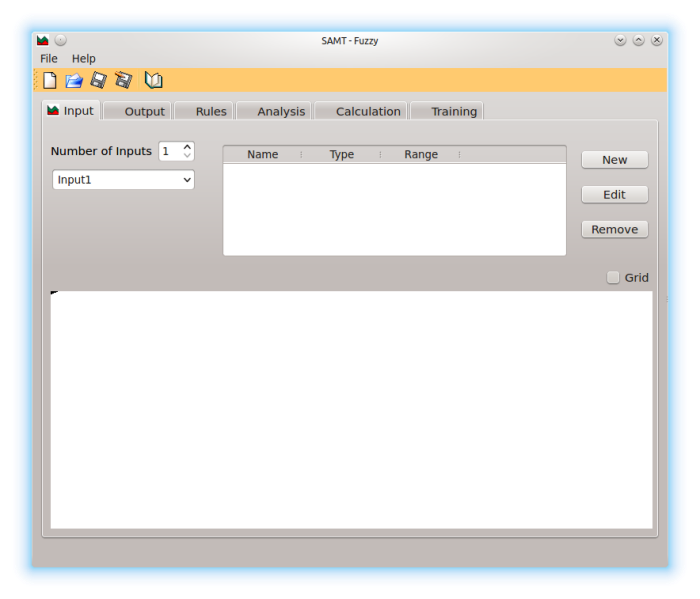 SAMT - Fuzzy
File Help
Input Output Rules Analysis Calculation Training
Number of Inputs 1
Name Type Range
New
Input1
Edit
Remove
Grid